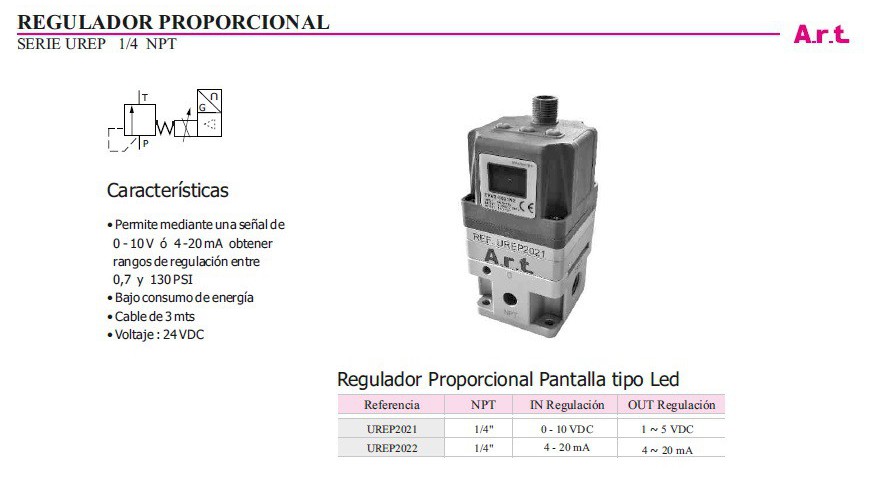 REGULADOR PROPORCIONAL
SERIE UREP 1/4 NPT
A.r.t.
T
G
P
Características
• Permite mediante una señal de
0 - 10 V ó 4 -20 mA obtener
rangos de regulación entre
0,7 y 130 PSI
• Bajo consumo de energía
• Cable de 3 mts
• Voltaje : 24 VDC
CE
REF. UREP2021
A.r.t.
0
NPT
Regulador Proporcional Pantalla tipo Led
Referencia NPT IN Regulación OUT Regulación
UREP2021 1/4" 0 - 10 VDC 1 ~ 5 VDC
UREP2022 1/4" 4 - 20 mA 4 ~ 20 mA